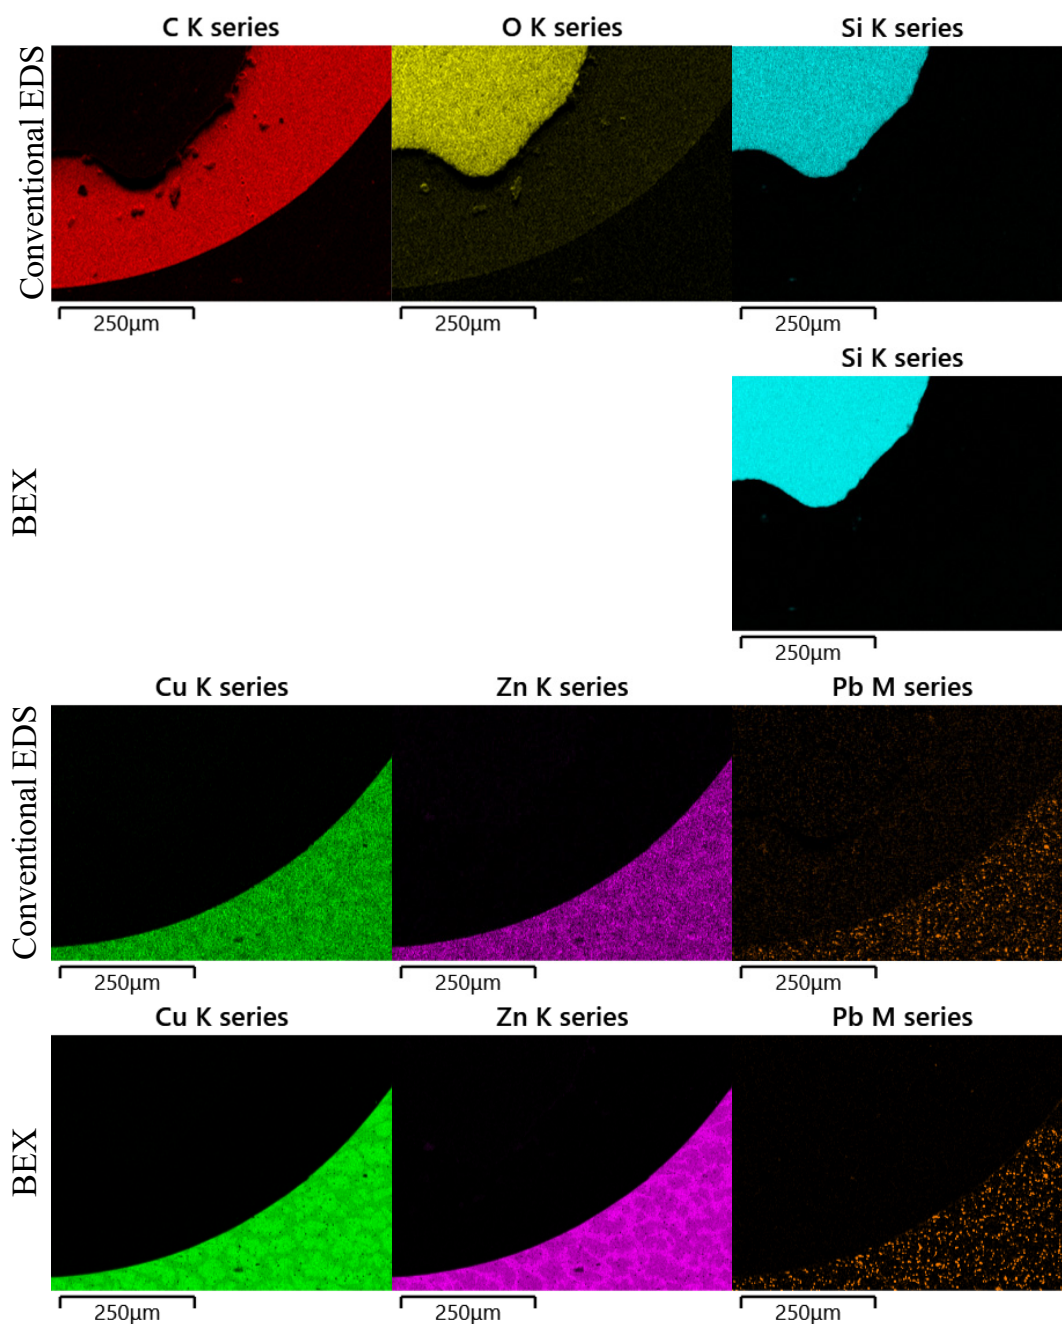 C K series O K series Si K series
Conventional EDS
250µm 250µm 250µm
Si K series
BEX
250µm
Cu K series Zn K series Pb M series
Conventional EDS
250µm 250µm 250µm
Cu K series Zn K series Pb M series
BEX
250µm 250µm 250µm